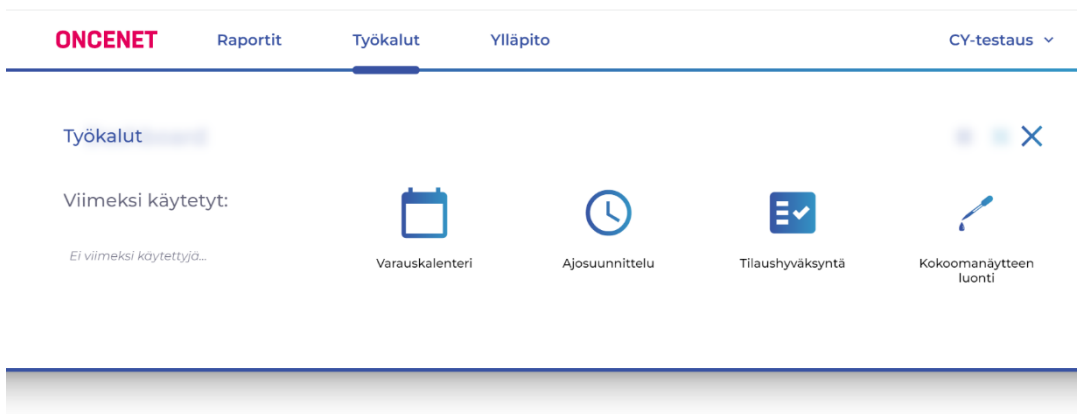 ONCENET Raportit Työkalut Ylläpito CY-testaus
Työkalut
Viimeksi käytetyt:
Ei viimeksi käytettyjä...
Varauskalenteri Ajosuunnittelu Tilaushyväksyntä Kokoomanäytteen
luonti